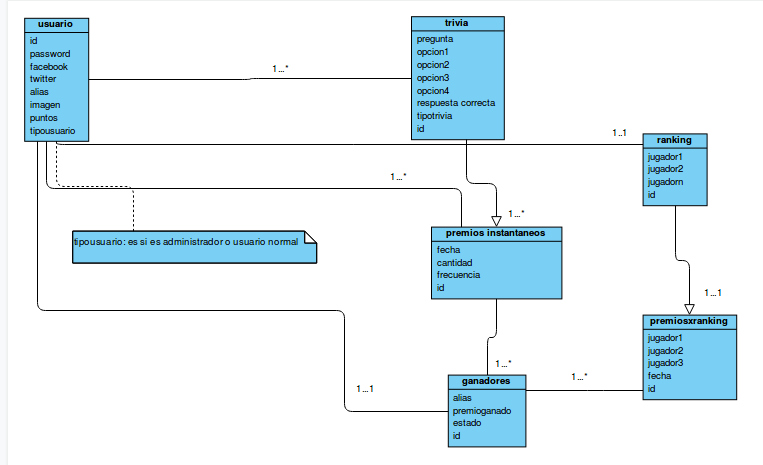 usuario
id
password
facebook
twitter
alias
imagen
puntos
tipousuario
1...*
trivia
pregunta
opcion1
opcion2
opcion3
opcion4
respuesta correcta
tipotrivia
id
1..1
ranking
jugador1
jugador2
jugadorn
id
1...*
1...*
tipousuario: es si es administrador o usuario normal
premios instantaneos
fecha
cantidad
frecuencia
id
1...1
premiosxranking
jugador1
jugador2
jugador3
fecha
id
1...*
1...*
1...1
ganadores
alias
premioganado
estado
id